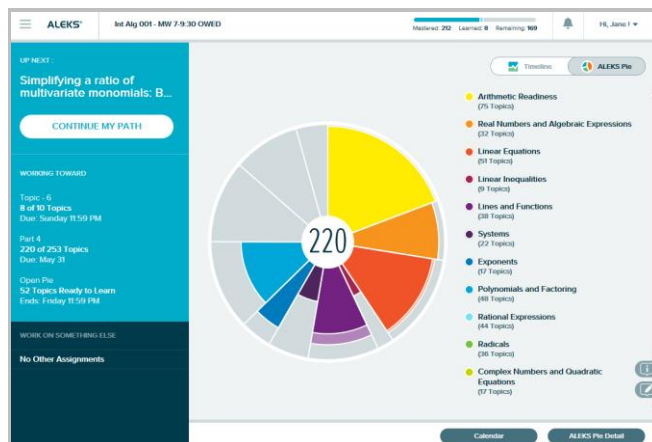 ALEKS®
Int Alg 001 - MW 7-9:30 OWED
Mastered: 212 Learned: 8 Remaining: 169
Hi, Jane !
UP NEXT :
Simplifying a ratio of
multivariate monomials: B...
CONTINUE MY PATH
WORKING TOWARD
Topic - 6
8 of 10 Topics
Due: Sunday 11:59 PM
Part 4
220 of 253 Topics
Due: May 31
Open Pie
52 Topics Ready to Learn
Ends: Friday 11:59 PM
WORK ON SOMETHING ELSE
No Other Assignments
Timeline
ALEKS Pie
220
Arithmetic Readiness
(75 Topics)
Real Numbers and Algebraic Expressions
(32 Topics)
Linear Equations
(51 Topics)
Linear Inequalities
(9 Topics)
Lines and Functions
(38 Topics)
Systems
(22 Topics)
Exponents
(17 Topics)
Polynomials and Factoring
(48 Topics)
Rational Expressions
(44 Topics)
Radicals
(36 Topics)
Complex Numbers and Quadratic
Equations
(17 Topics)
Calendar
ALEKS Pie Detail